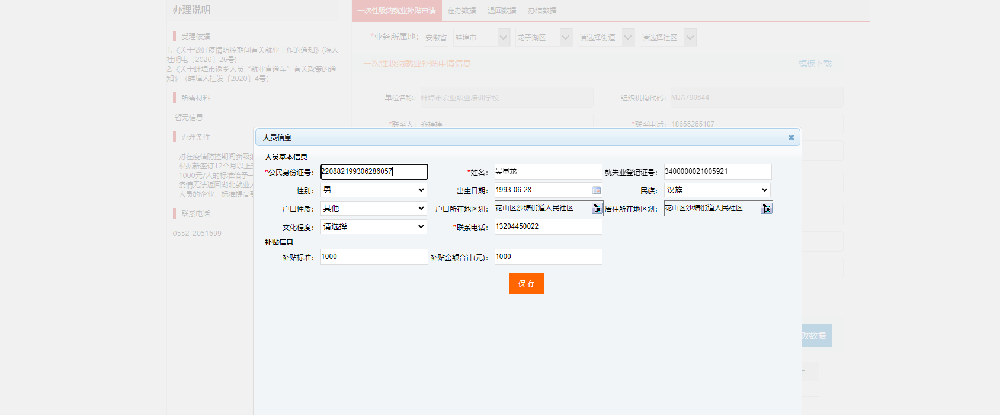 办理说明
受理依据
1.《关于做好疫情防控期间有关就业工作的通知》(皖人
社明电〔2020〕26号)
2.《关于蚌埠市返乡人员“就业直通车”有关政策的通
知》（蚌埠人社发〔2020〕4号）
所需材料
暂无信息
办理条件
对在疫情防控期间新吸纳
根据新签订12个月以上
1000元/人的标准给予一
疫情无法返回湖北就业人
人员的企业，标准提高
联系电话
0552-2051699
一次性吸纳就业补贴申请 在办数据 退回数据 办结数据
*业务所属地： 安徽省 蚌埠市 龙子湖区 请选择街道 请选择社区
一次性吸纳就业补贴申请信息 模板下载
单位名称： 蚌埠市宏业职业培训学校 组织机构代码： MJA790644
*联系人： 齐梼梼 *联系电话： 18655265107
人员信息
人员基本信息
*公民身份证号： 220882199306286057 *姓名： 吴显龙 就失业登记证号： 3400000021005921
性别： 男 出生日期： 1993-06-28 民族： 汉族
户口性质： 其他 户口所在地区划： 花山区沙塘街道人民社区 居住所在地区划： 花山区沙塘街道人民社区
文化程度： 请选择 *联系电话： 13204450022
补贴信息
补贴标准： 1000 补贴金额合计(元)： 1000
保 存
数据